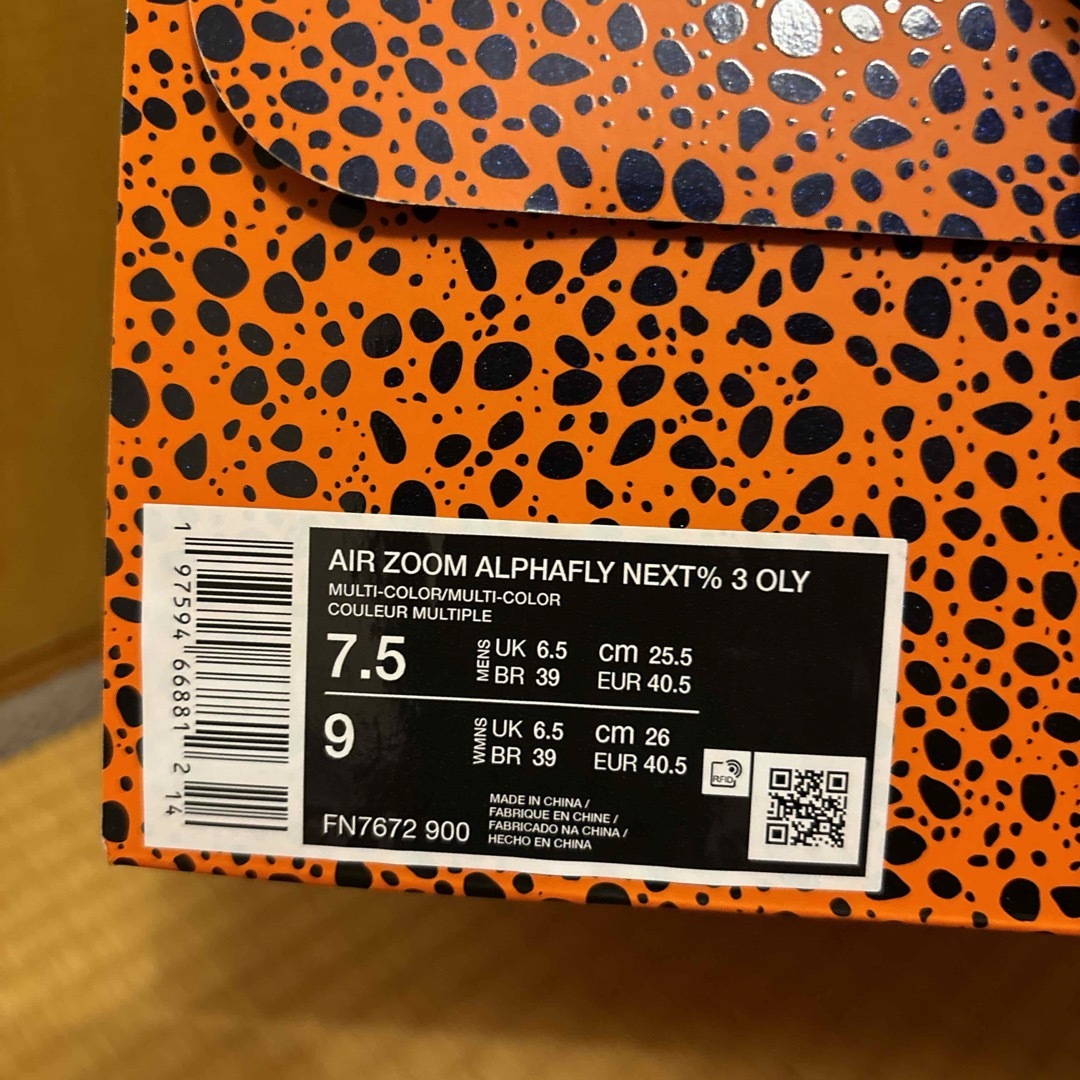 AIR ZOOM ALPHAFLY NEXT% 3 OLY
MULTI-COLOR/MULTI-COLOR
COULEUR MULTIPLE
7.5 MENS UK 6.5 cm 25.5
BR 39 EUR 40.5
9 WMNS UK 6.5 cm 26
BR 39 EUR 40.5
FN7672 900
MADE IN CHINA /
FABRIQUE EN CHINE /
FABRICADO NA CHINA /
HECHO EN CHINA
RFID
1 97594 66881 2 14